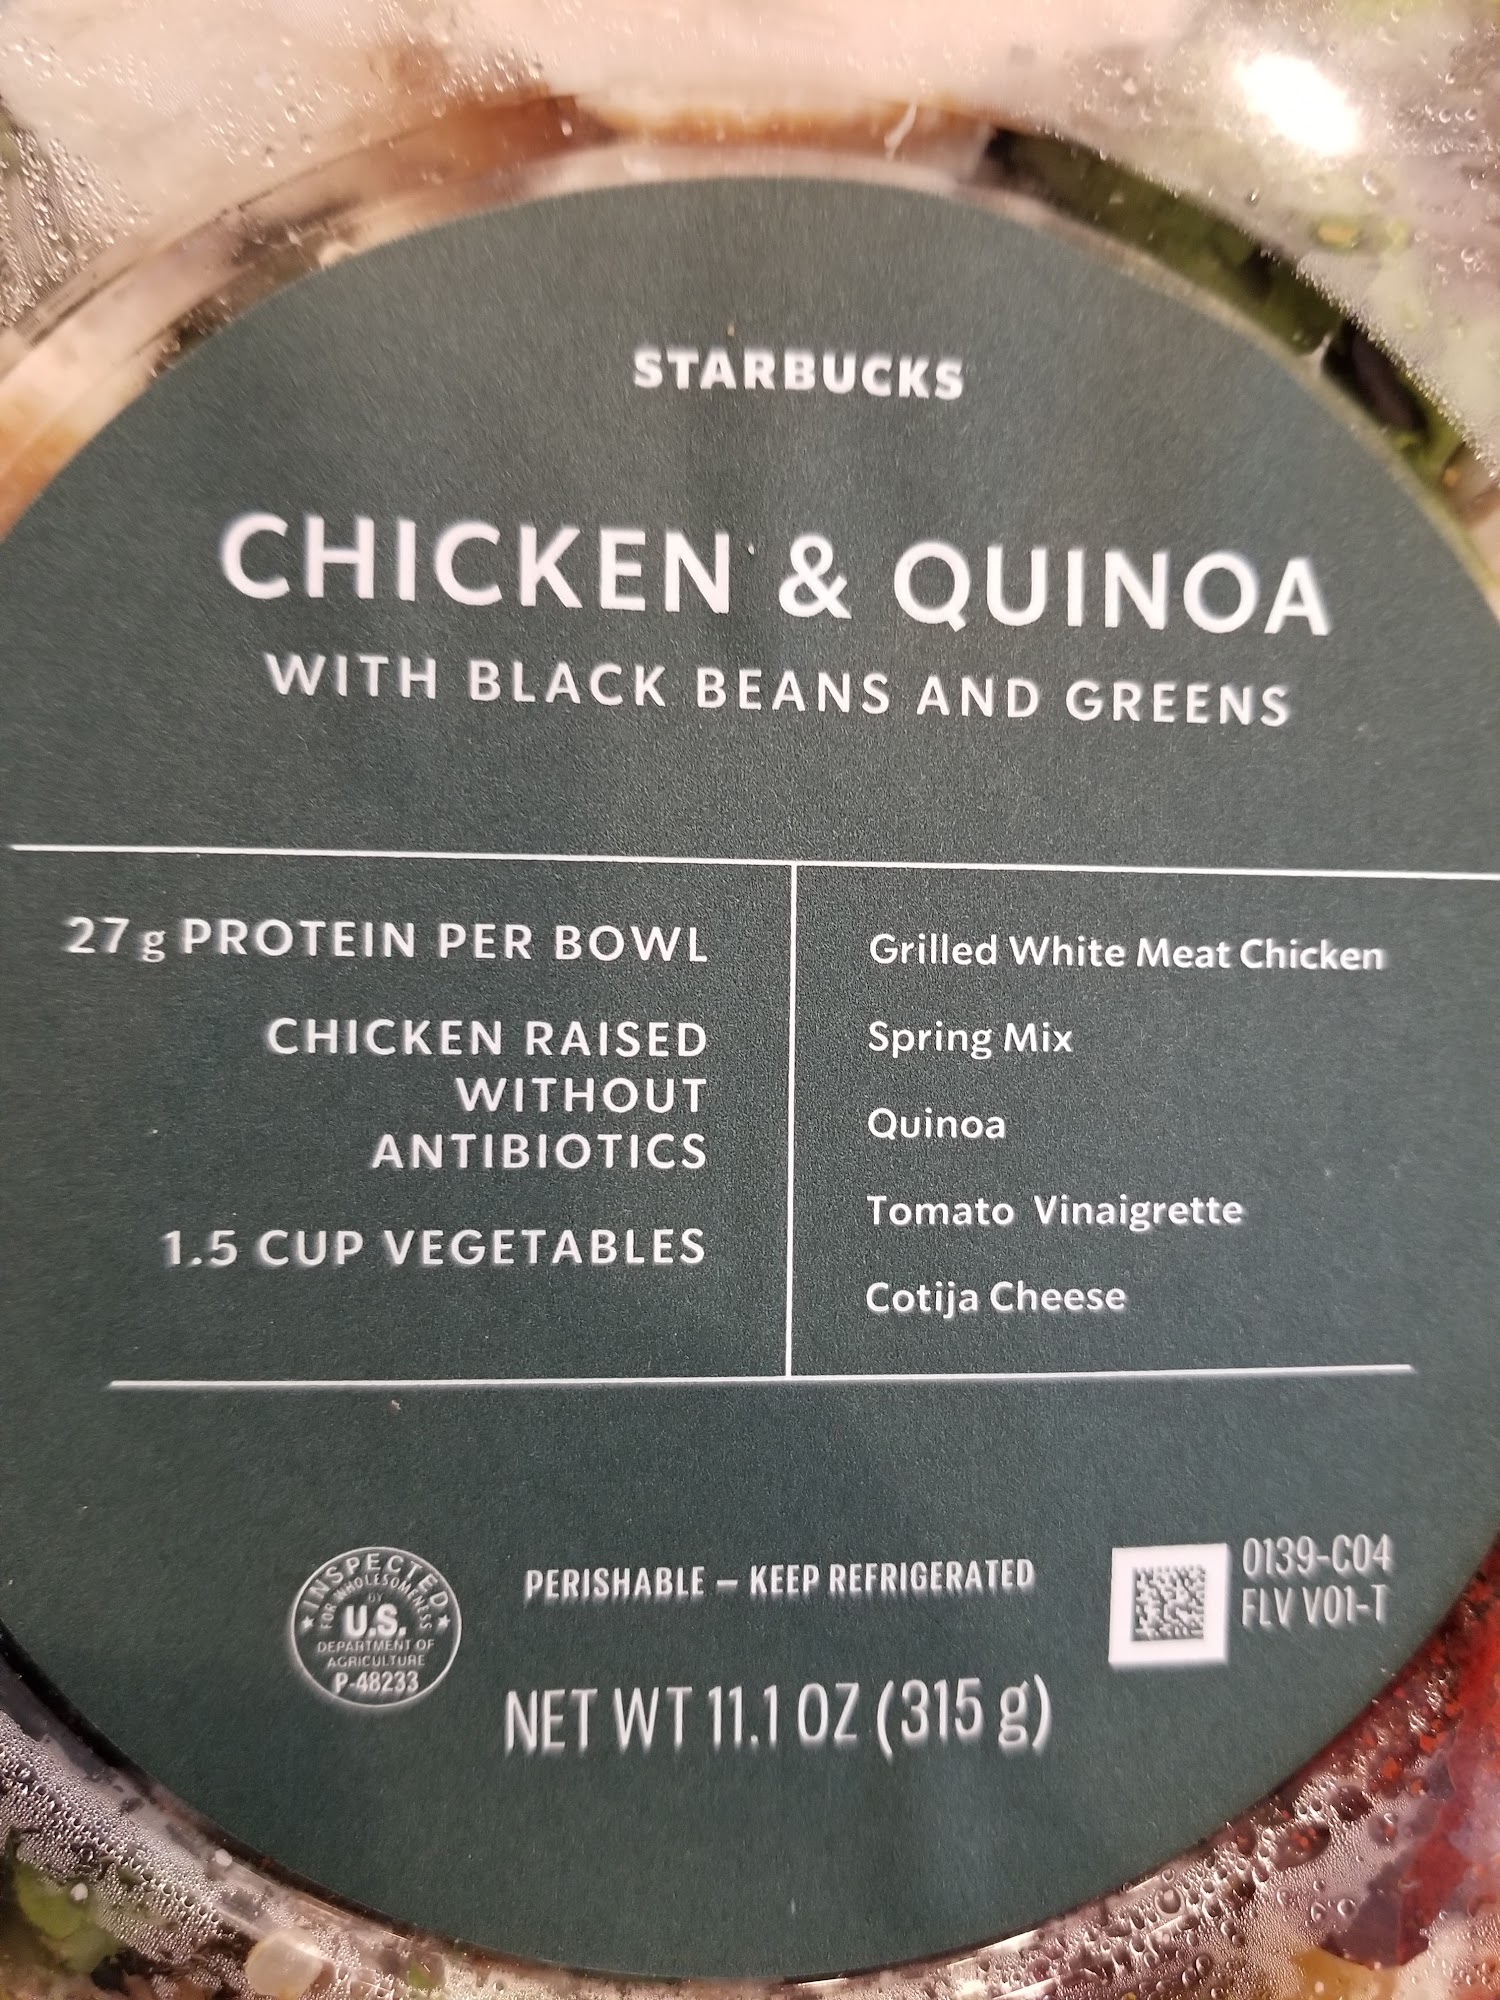 STARBUCKS
CHICKEN & QUINOA
WITH BLACK BEANS AND GREENS
27 g PROTEIN PER BOWL
CHICKEN RAISED
WITHOUT
ANTIBIOTICS
1.5 CUP VEGETABLES
Grilled White Meat Chicken
Spring Mix
Quinoa
Tomato Vinaigrette
Cotija Cheese
INSPECTED
FOR WHOLESOMENESS
BY
U.S.
DEPARTMENT OF
AGRICULTURE
P-48233
PERISHABLE – KEEP REFRIGERATED
NET WT 11.1 OZ (315 g)
0139-C04
FLV V01-T